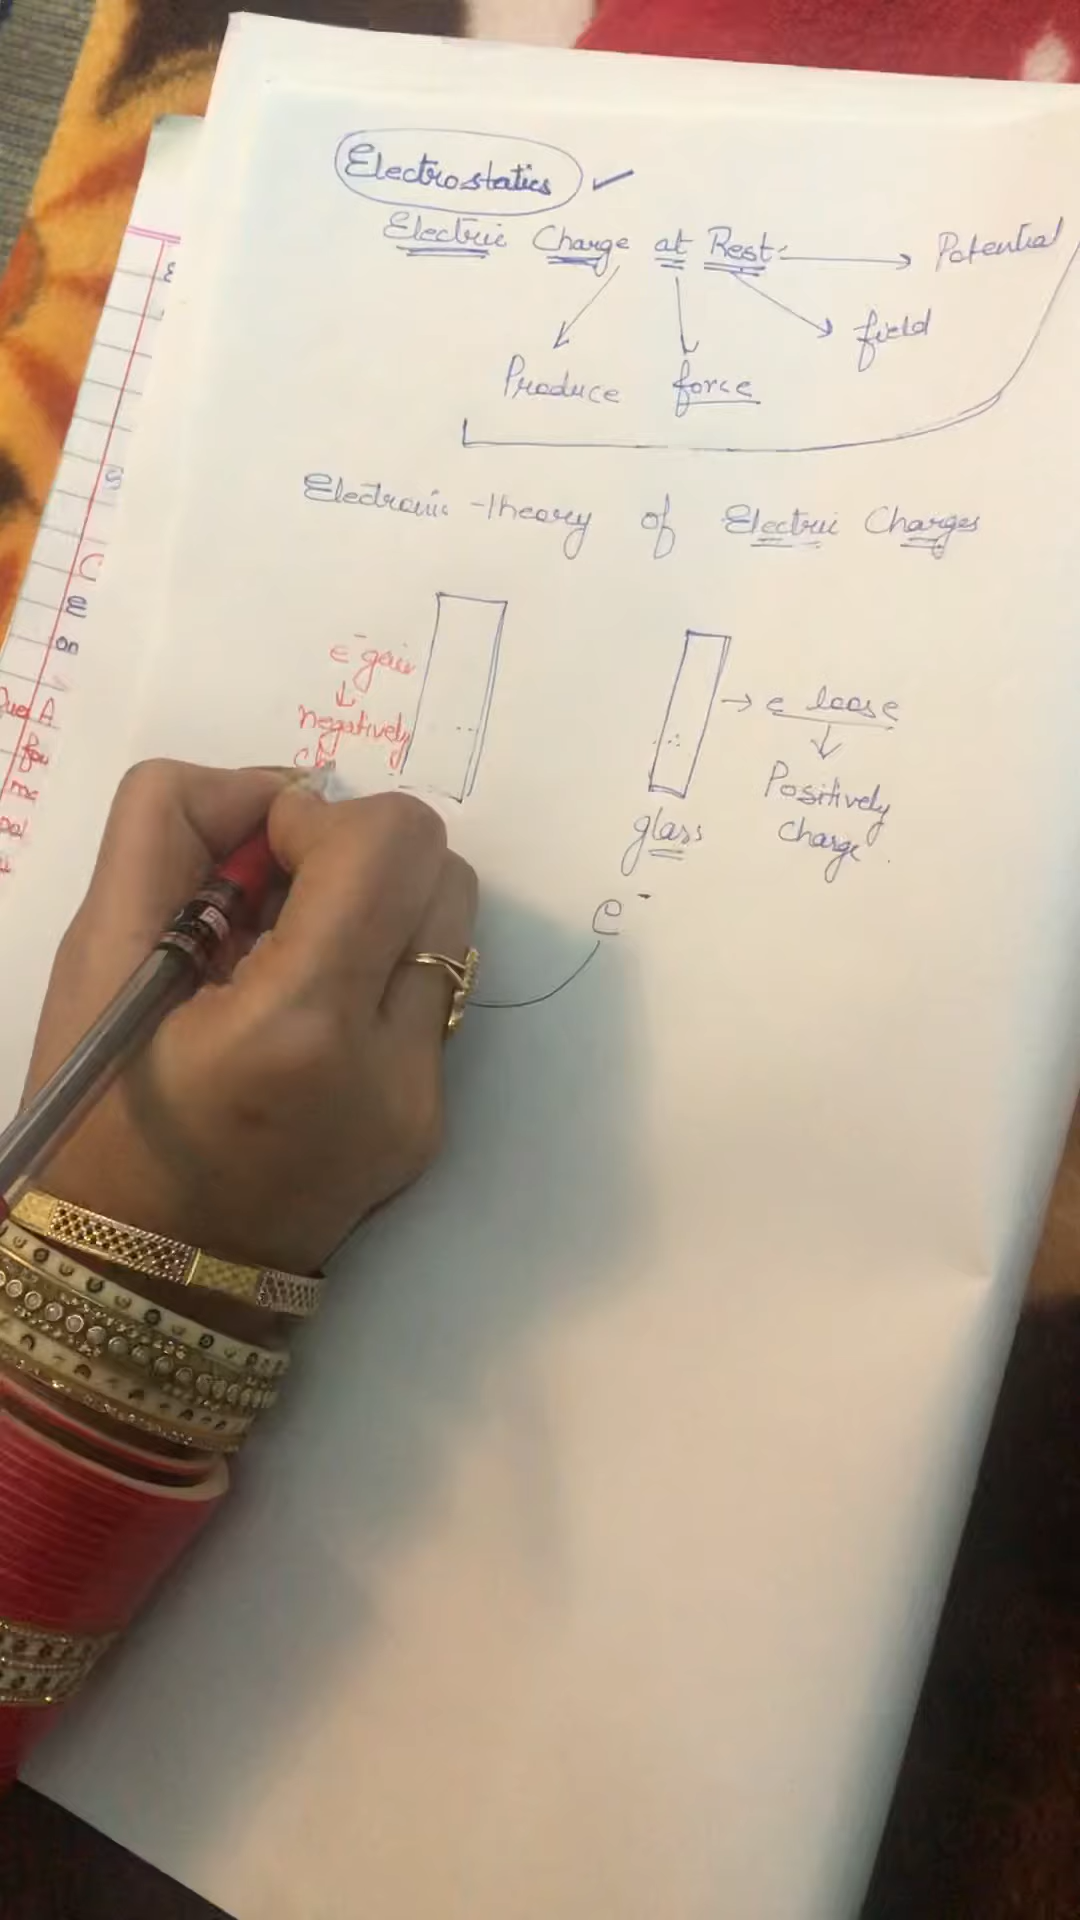 Electrostatics
Electric Charge at Rest:
Potential
field
Produce force
Electronic theory of Electric Charges
e⁻ gain
negatively
e loose
Positively
charge
glass
e⁻